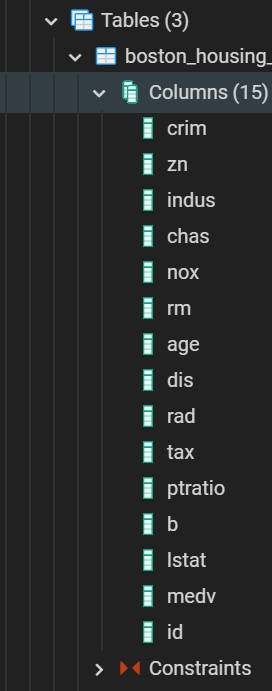 Tables (3)
boston_housing_
Columns (15)
crim
zn
indus
chas
nox
rm
age
dis
rad
tax
ptratio
b
lstat
medv
id
Constraints